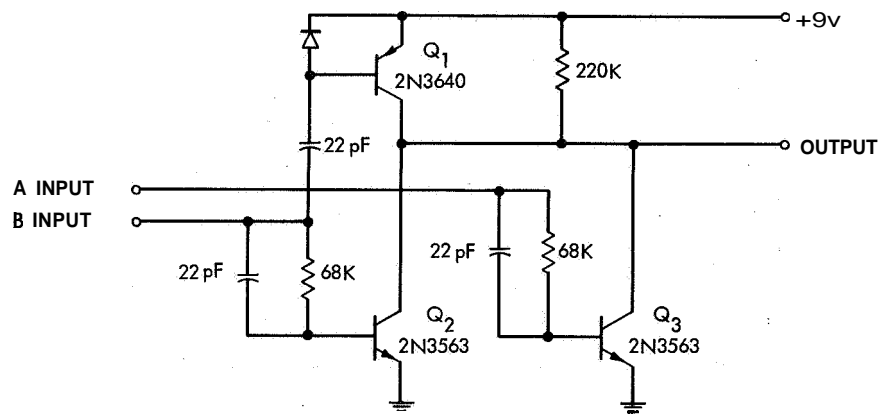 +9v
Q1
2N3640
220K
22 pF
OUTPUT
A INPUT
B INPUT
22 pF
68K
22 pF
68K
Q2
2N3563
Q3
2N3563